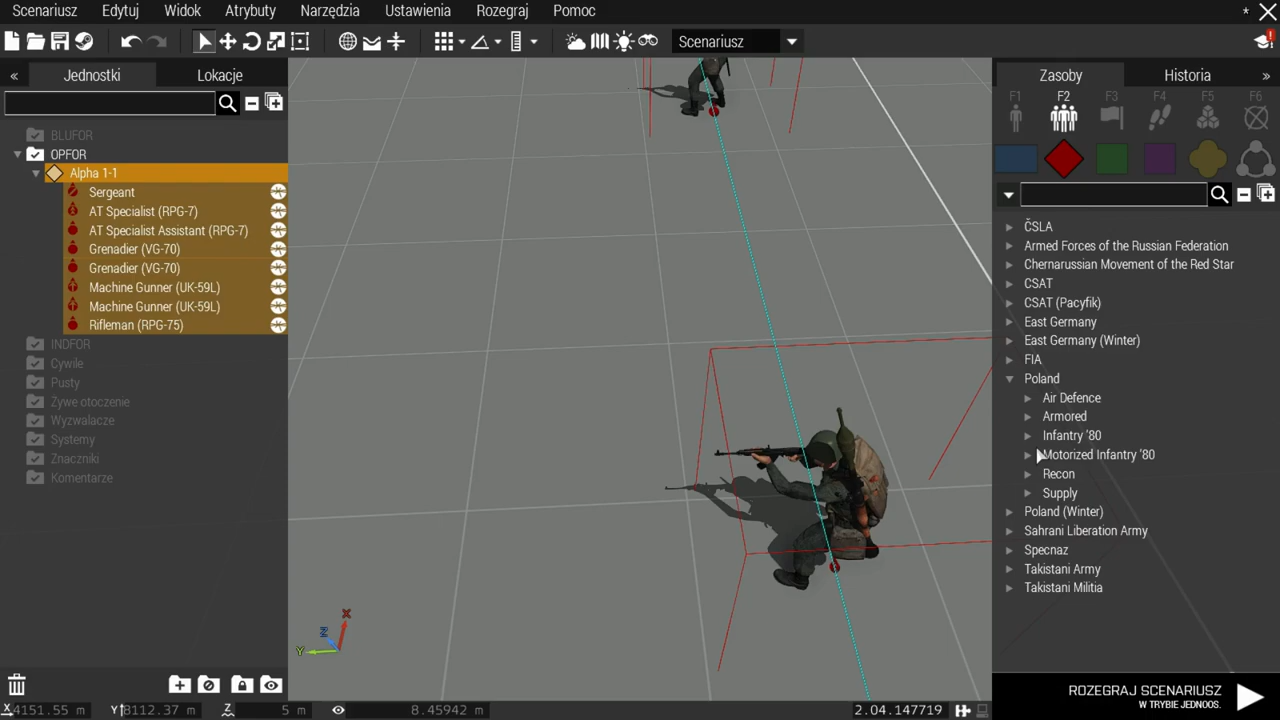 Scenariusz Edytuj Widok Atrybuty Narzędzia Ustawienia Rozegraj Pomoc
*
Scenariusz
Jednostki Lokacje
BLUFOR
OPFOR
Alpha 1-1
Sergeant
AT Specialist (RPG-7)
AT Specialist Assistant (RPG-7)
Grenadier (VG-70)
Grenadier (VG-70)
Machine Gunner (UK-59L)
Machine Gunner (UK-59L)
Rifleman (RPG-75)
INDFOR
Cywile
Pusty
Żywe otoczenie
Wyzwalacze
Systemy
Znaczniki
Komentarze
X Y N
Zasoby Historia
F1 F2 F3 F4 F5 F6
ČSLA
Armed Forces of the Russian Federation
Chernarussian Movement of the Red Star
CSAT
CSAT (Pacyfik)
East Germany
East Germany (Winter)
FIA
Poland
Air Defence
Armored
Infantry '80
Motorized Infantry '80
Recon
Supply
Poland (Winter)
Sahrani Liberation Army
Specnaz
Takistani Army
Takistani Militia
ROZEGRAJ SCENARIUSZ
W TRYBIE JEDNOOS.
X 4151.55 m Y 8112.37 m Z 5 m 8.45942 m 2.04.147719